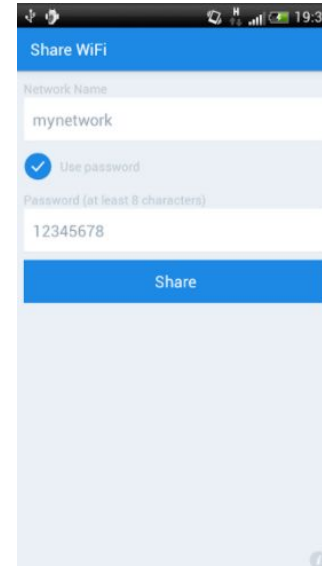 H
19:3
Share WiFi
Network Name
mynetwork
Use password
Password (at least 8 characters)
12345678
Share